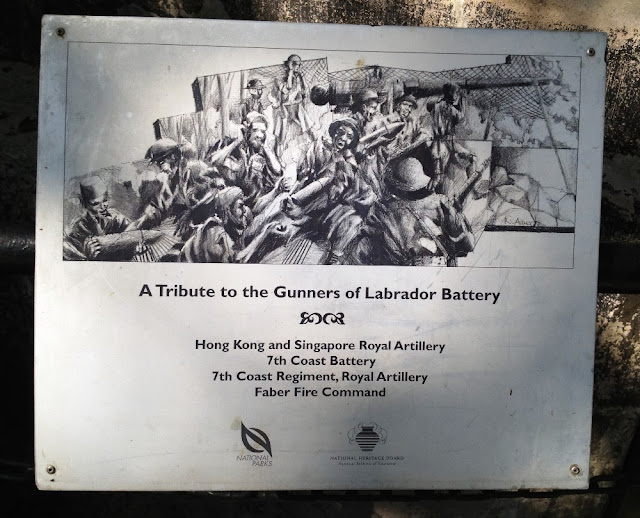 A Tribute to the Gunners of Labrador Battery
Hong Kong and Singapore Royal Artillery
7th Coast Battery
7th Coast Regiment, Royal Artillery
Faber Fire Command
NATIONAL
PARKS
NATIONAL HERITAGE BOARD